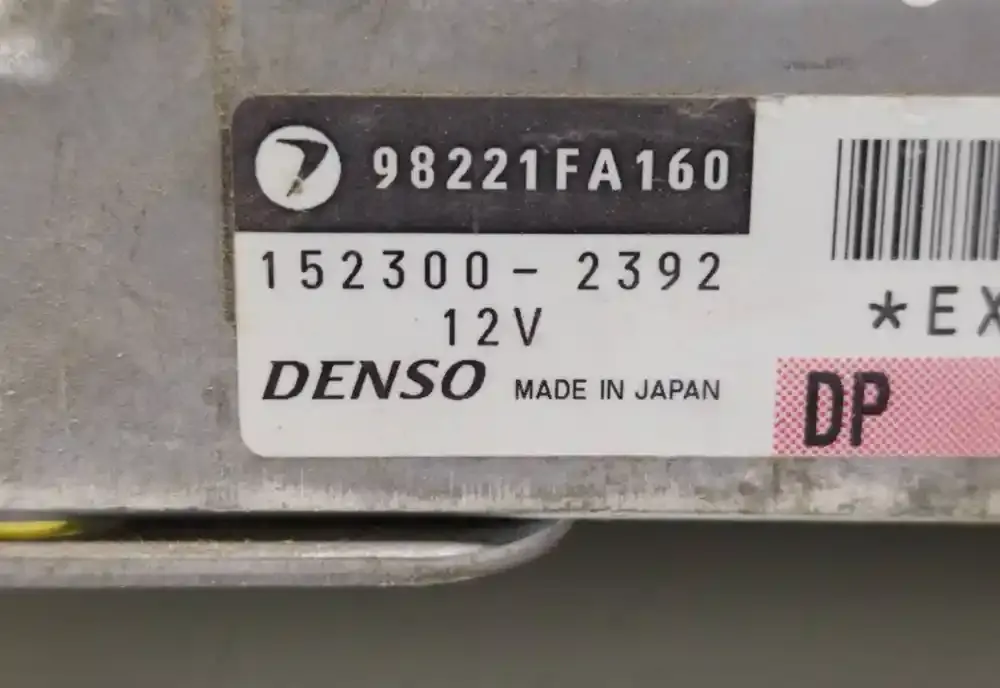 98221FA160
152300-2392
12V
DENSO MADE IN JAPAN
*EX
DP